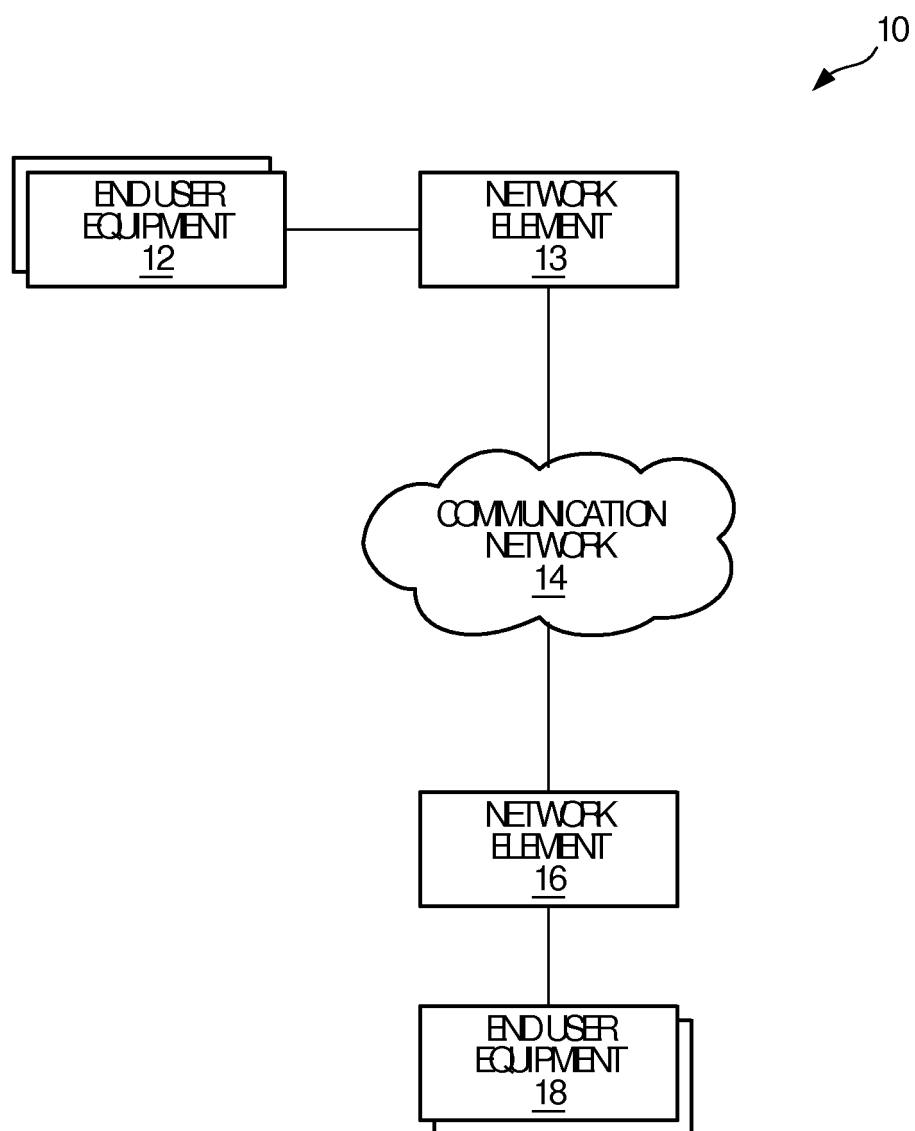 10
END USER
EQUIPMENT
12
NETWORK
ELEMENT
13
COMMUNICATION
NETWORK
14
NETWORK
ELEMENT
16
END USER
EQUIPMENT
18